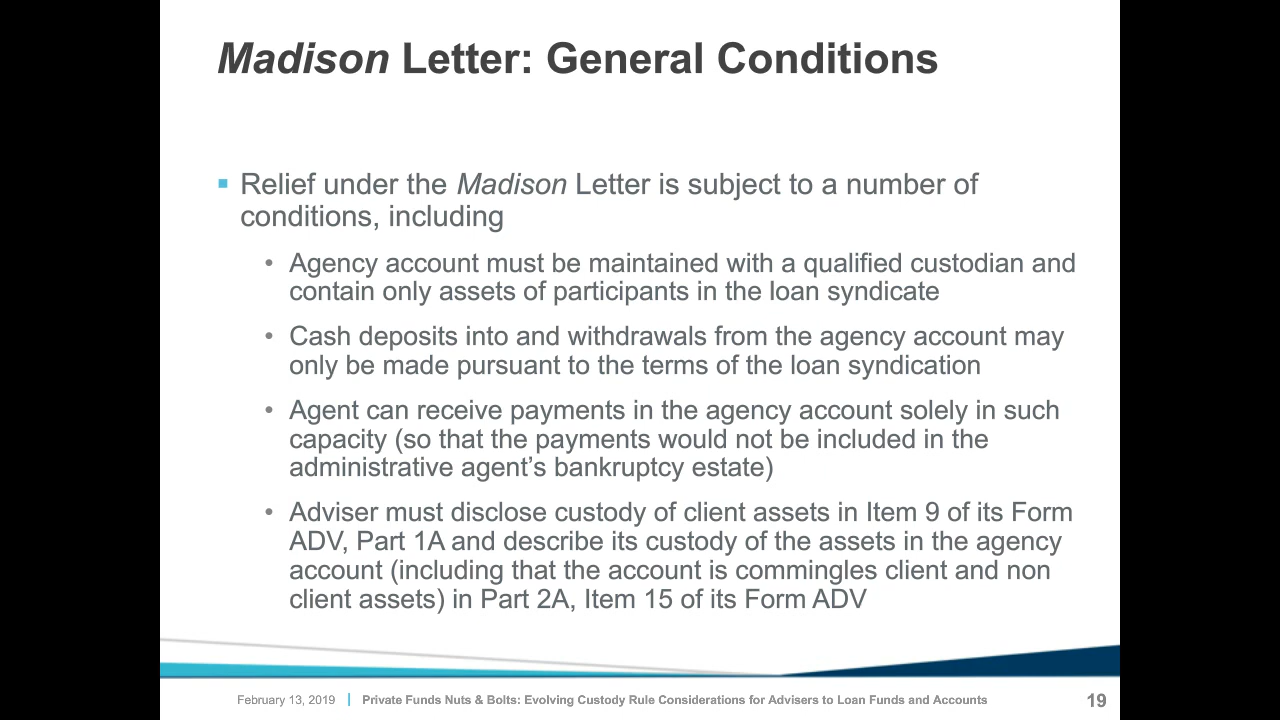 Madison Letter: General Conditions
Relief under the Madison Letter is subject to a number of
conditions, including
Agency account must be maintained with a qualified custodian and
contain only assets of participants in the loan syndicate
Cash deposits into and withdrawals from the agency account may
only be made pursuant to the terms of the loan syndication
Agent can receive payments in the agency account solely in such
capacity (so that the payments would not be included in the
administrative agent's bankruptcy estate)
Adviser must disclose custody of client assets in Item 9 of its Form
ADV, Part 1A and describe its custody of the assets in the agency
account (including that the account is commingles client and non
client assets) in Part 2A, Item 15 of its Form ADV
February 13, 2019 | Private Funds Nuts & Bolts: Evolving Custody Rule Considerations for Advisers to Loan Funds and Accounts 19